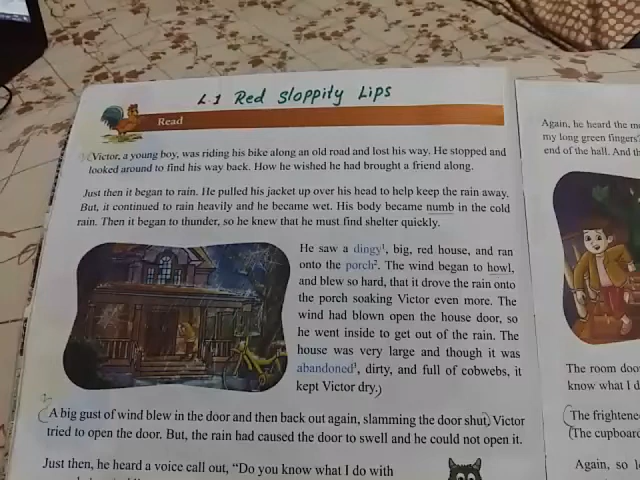 L-1 Red Sloppity Lips
Read
Victor, a young boy, was riding his bike along an old road and lost his way. He stopped and
looked around to find his way back. How he wished he had brought a friend along.
Just then it began to rain. He pulled his jacket up over his head to help keep the rain away.
But, it continued to rain heavily and he became wet. His body became numb in the cold
rain. Then it began to thunder, so he knew that he must find shelter quickly.
He saw a dingy¹, big, red house, and ran
onto the porch². The wind began to howl,
and blew so hard, that it drove the rain onto
the porch soaking Victor even more. The
wind had blown open the house door, so
he went inside to get out of the rain. The
house was very large and though it was
abandoned³, dirty, and full of cobwebs, it
kept Victor dry.)
(A big gust of wind blew in the door and then back out again, slamming the door shut.) Victor
tried to open the door. But, the rain had caused the door to swell and he could not open it.
Just then, he heard a voice call out, “Do you know what I do with
Again, he heard the
my long green fingers
end of the hall. And
The room
know what I
(The
(The
Again, so